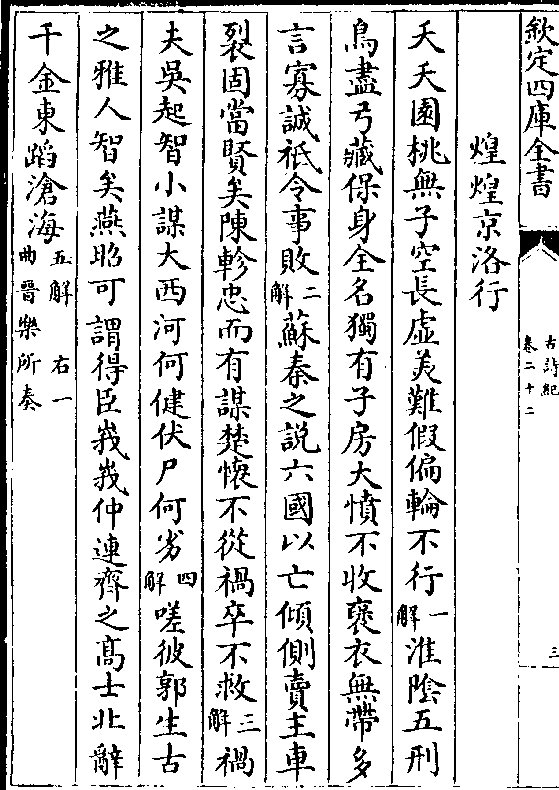 欽定四庫全書
古詩紀
卷二十二
三
煌煌京洛行
夭夭園桃無子空長虛美難假偏輪不行一解淮陰五刑
鳥盡弓藏保身全名獨有子房大憤不收褒衣無帶多
言寡誠祇令事敗二解蘇秦之說六國以亡傾側賣主車
裂固當賢矣陳軫忠而有謀楚懷不從禍卒不救三解禍
夫吳起智小謀大西河何健伏尸何劣四解嗟彼郭生古
之雅人智矣燕昭可謂得臣峩峩仲連齊之髙士北辭
千金東蹈滄海五解右一曲晉樂所奏